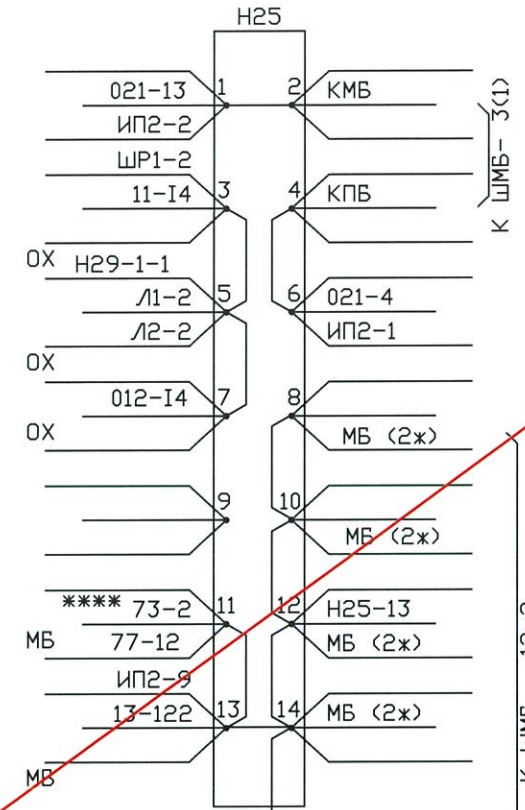 Н25
021-13 1 2 КМБ
ИП2-2
ШР1-2
11-I4 3 4 КПБ
К ШМБ- 3(1)
ОХ Н29-1-1
Л1-2 5 6 021-4
Л2-2 ИП2-1
ОХ
012-I4 7 8
ОХ МБ (2ж)
9 10
МБ (2ж)
**** 73-2 11 12 Н25-13
МБ 77-12 МБ (2ж)
ИП2-9
13-122 13 14 МБ (2ж)
МБ